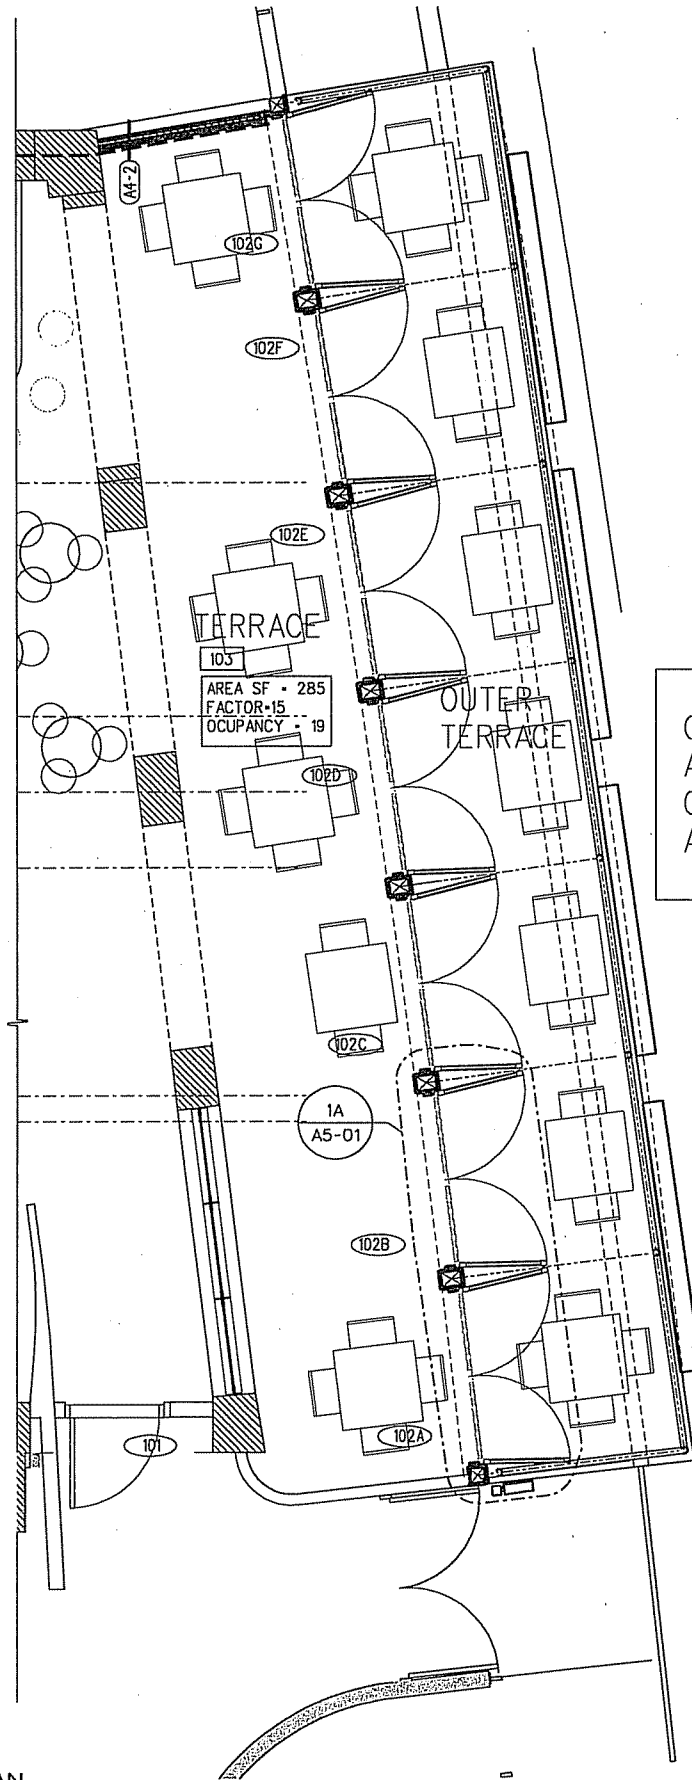 A4-2
102G
102F
102E
TERRACE
103
AREA SF • 285
FACTOR•15
OCUPANCY • 19
OUTER
TERRACE
102D
102C
1A
A5-01
102B
102A
101